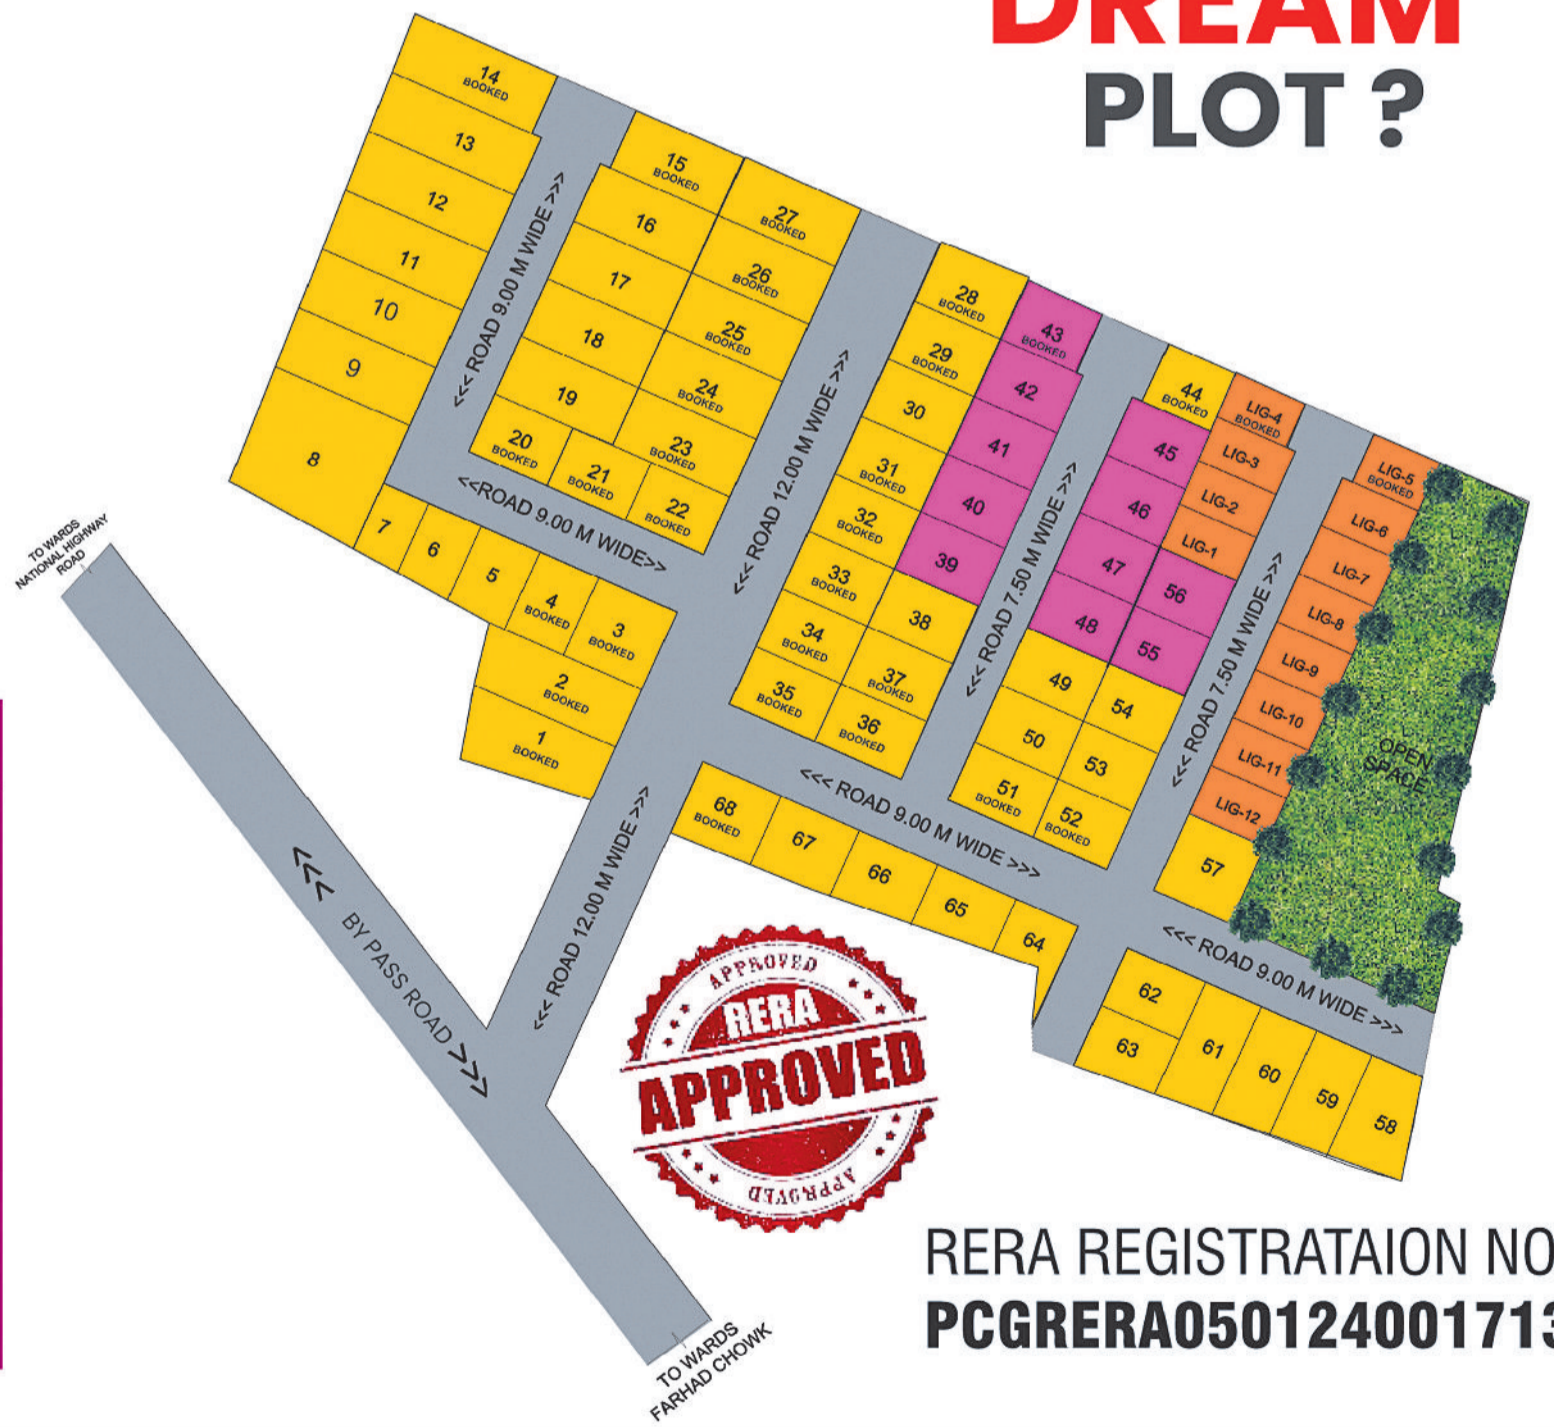 DREAM
PLOT ?
14
BOOKED
13
12
11
10
9
8
<<< ROAD 9.00 M WIDE >>>
15
BOOKED
16
17
18
19
20
BOOKED
21
BOOKED
22
BOOKED
27
BOOKED
26
BOOKED
25
BOOKED
24
BOOKED
23
BOOKED
<<ROAD 9.00 M WIDE>>
7
6
5
4
BOOKED
3
BOOKED
2
BOOKED
1
BOOKED
<<< ROAD 12.00 M WIDE >>>
28
BOOKED
29
BOOKED
30
31
BOOKED
32
BOOKED
33
BOOKED
34
BOOKED
35
BOOKED
43
BOOKED
42
41
40
39
38
37
BOOKED
36
BOOKED
<<< ROAD 7.50 M WIDE >>>
44
BOOKED
45
46
47
48
49
50
51
BOOKED
LIG-4
BOOKED
LIG-3
LIG-2
LIG-1
56
55
54
53
52
BOOKED
<<< ROAD 7.50 M WIDE >>>
LIG-5
BOOKED
LIG-6
LIG-7
LIG-8
LIG-9
LIG-10
LIG-11
LIG-12
57
OPEN
SPACE
<<< ROAD 9.00 M WIDE >>>
68
BOOKED
67
66
65
64
<<< ROAD 9.00 M WIDE >>>
62
63
61
60
59
58
<<< ROAD 12.00 M WIDE >>>
TO WARDS
NATIONAL HIGHWAY
ROAD
<<< BY PASS ROAD >>>
TO WARDS
FARHAD CHOWK
APPROVED
RERA
APPROVED
APPROVED
RERA REGISTRATAION NO
PCGRERA050124001713